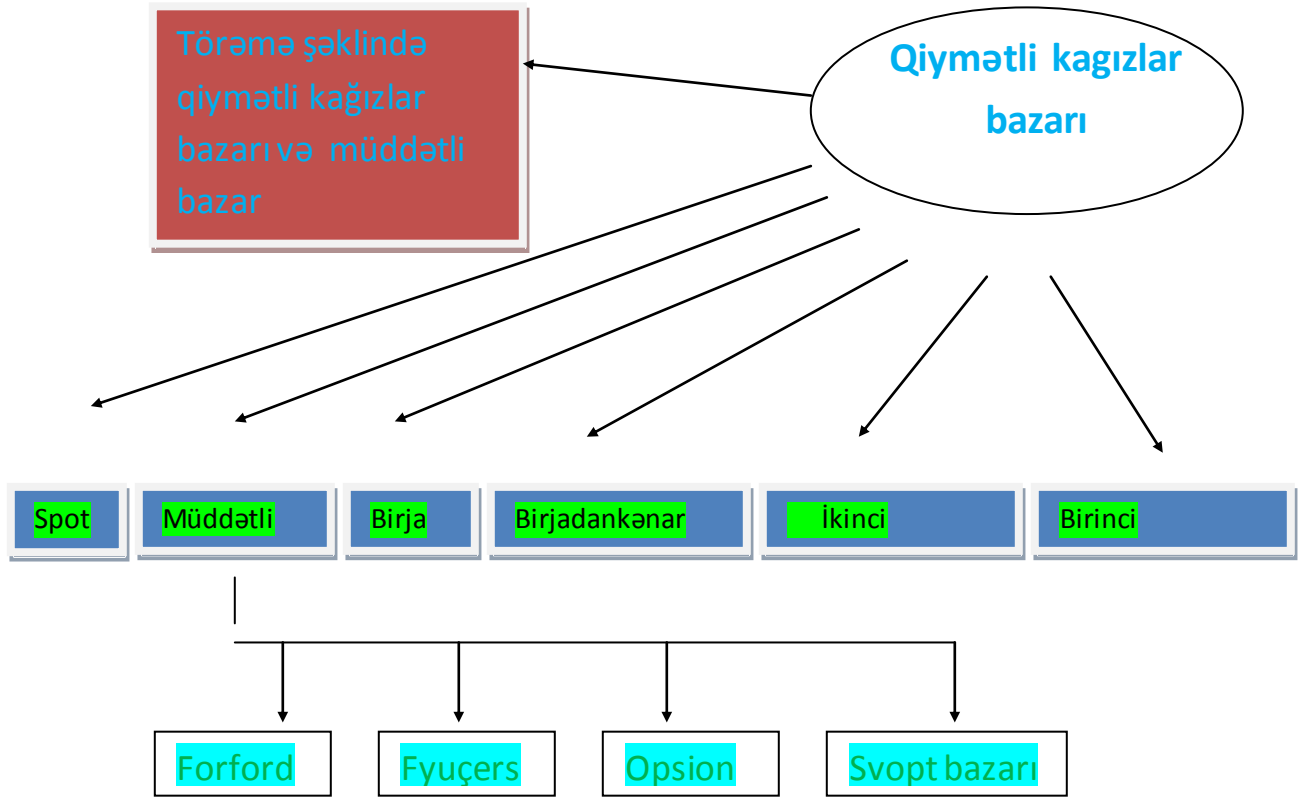 Törəmə şəklində
qiymətli kağızlar
bazarı və müddətli
bazar
Qiymətli kagızlar
bazarı
Spot
Müddətli
Birja
Birjadankənar
İkinci
Birinci
Forford
Fyuçers
Opsion
Svopt bazarı